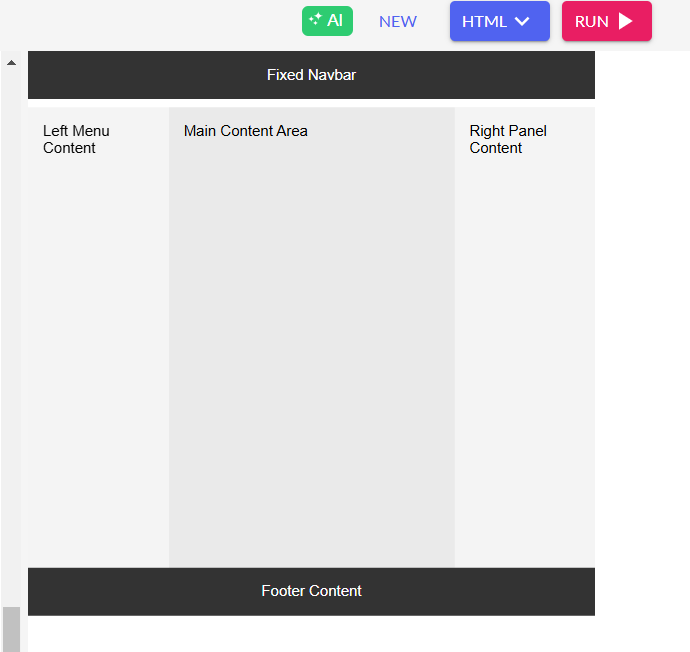 AI NEW HTML RUN
Fixed Navbar
Left Menu
Content
Main Content Area
Right Panel
Content
Footer Content